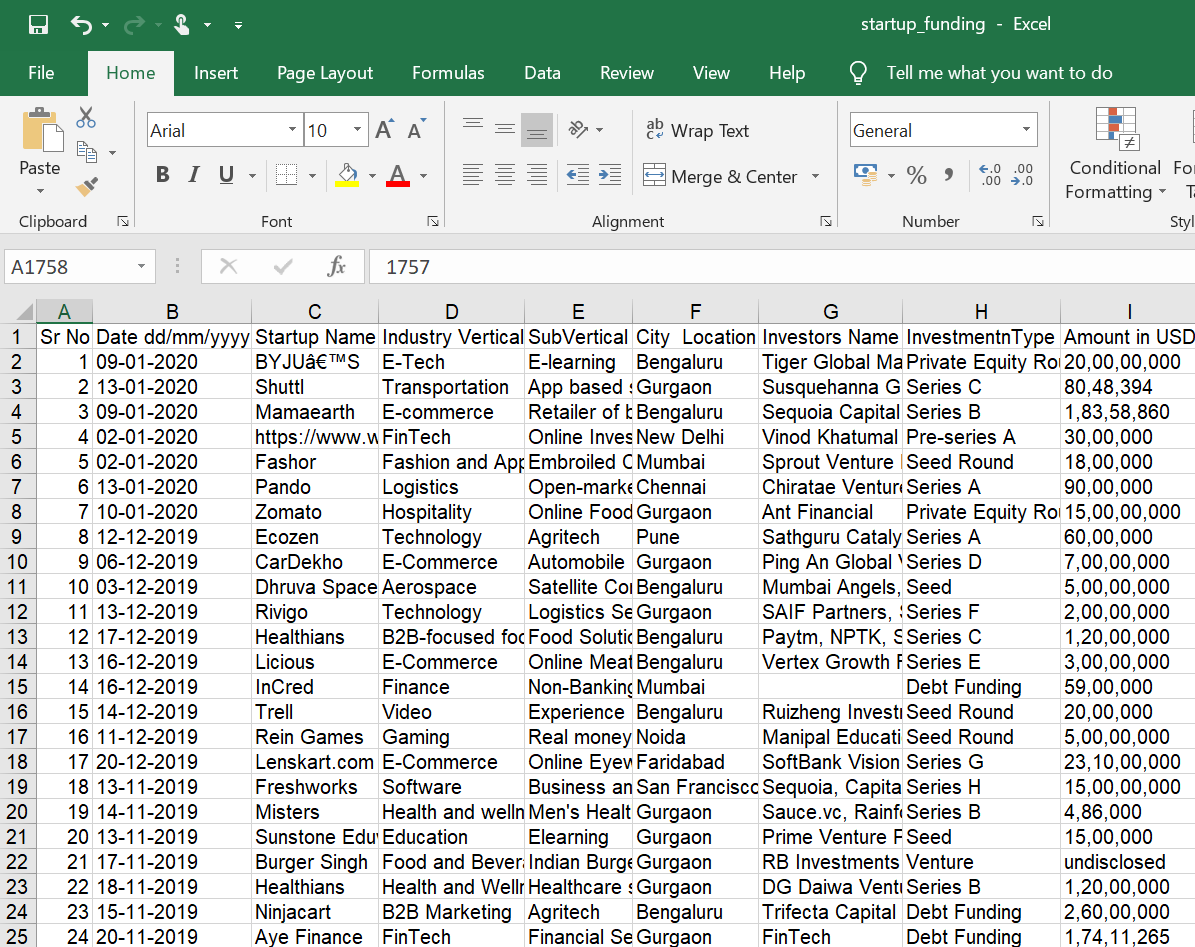 startup_funding - Excel
File Home Insert Page Layout Formulas Data Review View Help Tell me what you want to do
Arial 10 A A ab Wrap Text General
Paste B I U A Merge & Center % , Conditional
Formatting
Clipboard Font Alignment Number
A1758 fx 1757
A B C D E F G H I
1 Sr No Date dd/mm/yyyy Startup Name Industry Vertical SubVertical City Location Investors Name InvestmentnType Amount in USD
2 1 09-01-2020 BYJUâ€™S E-Tech E-learning Bengaluru Tiger Global Ma Private Equity Ro 20,00,00,000
3 2 13-01-2020 Shuttl Transportation App based s Gurgaon Susquehanna G Series C 80,48,394
4 3 09-01-2020 Mamaearth E-commerce Retailer of b Bengaluru Sequoia Capital Series B 1,83,58,860
5 4 02-01-2020 https://www.w FinTech Online Inves New Delhi Vinod Khatumal Pre-series A 30,00,000
6 5 02-01-2020 Fashor Fashion and App Embroiled C Mumbai Sprout Venture Seed Round 18,00,000
7 6 13-01-2020 Pando Logistics Open-marke Chennai Chiratae Venture Series A 90,00,000
8 7 10-01-2020 Zomato Hospitality Online Food Gurgaon Ant Financial Private Equity Ro 15,00,00,000
9 8 12-12-2019 Ecozen Technology Agritech Pune Sathguru Cataly Series A 60,00,000
10 9 06-12-2019 CarDekho E-Commerce Automobile Gurgaon Ping An Global V Series D 7,00,00,000
11 10 03-12-2019 Dhruva Space Aerospace Satellite Co Bengaluru Mumbai Angels, Seed 5,00,00,000
12 11 13-12-2019 Rivigo Technology Logistics Se Gurgaon SAIF Partners, S Series F 2,00,00,000
13 12 17-12-2019 Healthians B2B-focused foo Food Solutio Bengaluru Paytm, NPTK, S Series C 1,20,00,000
14 13 16-12-2019 Licious E-Commerce Online Meat Bengaluru Vertex Growth F Series E 3,00,00,000
15 14 16-12-2019 InCred Finance Non-Banking Mumbai Debt Funding 59,00,000
16 15 14-12-2019 Trell Video Experience Bengaluru Ruizheng Invest Seed Round 20,00,000
17 16 11-12-2019 Rein Games Gaming Real money Noida Manipal Educati Seed Round 5,00,00,000
18 17 20-12-2019 Lenskart.com E-Commerce Online Eyew Faridabad SoftBank Vision Series G 23,10,00,000
19 18 13-11-2019 Freshworks Software Business an San Francisco Sequoia, Capita Series H 15,00,00,000
20 19 14-11-2019 Misters Health and welln Men's Healt Gurgaon Sauce.vc, Rainf Series B 4,86,000
21 20 13-11-2019 Sunstone Edu Education Elearning Gurgaon Prime Venture P Seed 15,00,000
22 21 17-11-2019 Burger Singh Food and Bever Indian Burge Gurgaon RB Investments Venture undisclosed
23 22 18-11-2019 Healthians Health and Welln Healthcare s Gurgaon DG Daiwa Vent Series B 1,20,00,000
24 23 15-11-2019 Ninjacart B2B Marketing Agritech Bengaluru Trifecta Capital Debt Funding 2,60,00,000
25 24 20-11-2019 Aye Finance FinTech Financial Se Gurgaon FinTech Debt Funding 1,74,11,265